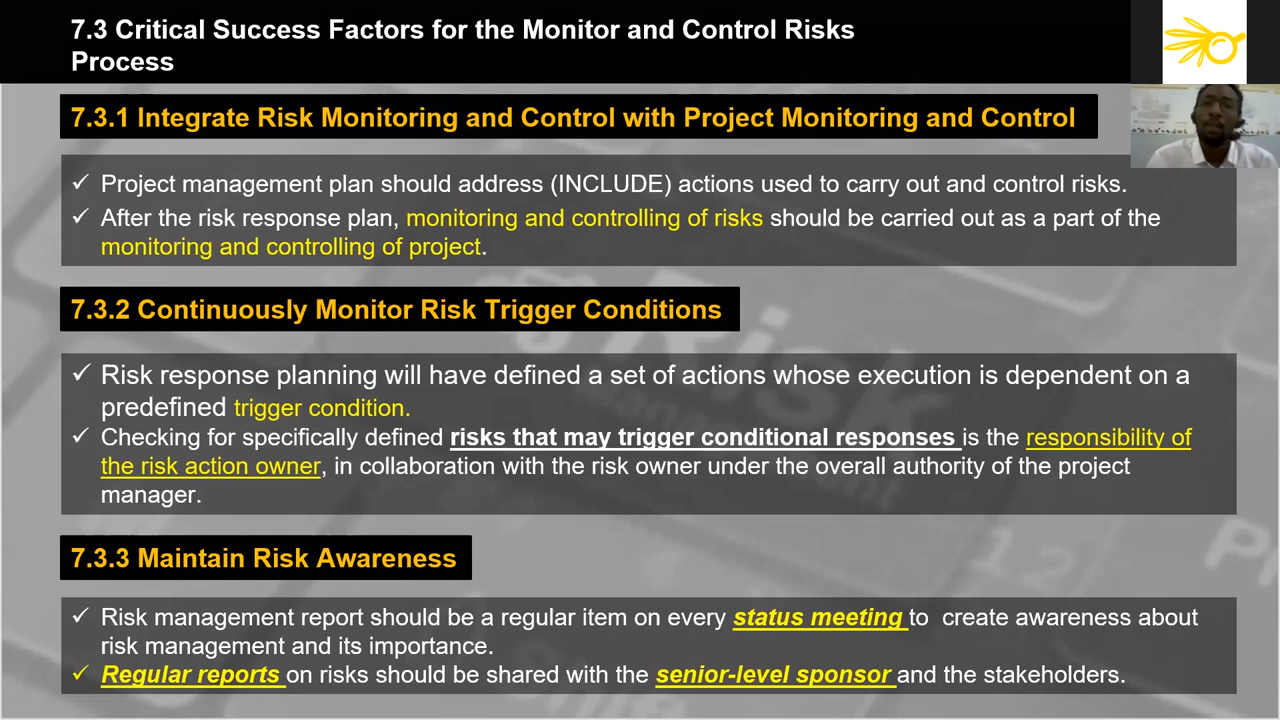 7.3 Critical Success Factors for the Monitor and Control Risks
Process
7.3.1 Integrate Risk Monitoring and Control with Project Monitoring and Control
✓ Project management plan should address (INCLUDE) actions used to carry out and control risks.
✓ After the risk response plan, monitoring and controlling of risks should be carried out as a part of the
monitoring and controlling of project.
7.3.2 Continuously Monitor Risk Trigger Conditions
✓ Risk response planning will have defined a set of actions whose execution is dependent on a
predefined trigger condition.
✓ Checking for specifically defined risks that may trigger conditional responses is the responsibility of
the risk action owner, in collaboration with the risk owner under the overall authority of the project
manager.
7.3.3 Maintain Risk Awareness
✓ Risk management report should be a regular item on every status meeting to create awareness about
risk management and its importance.
✓ Regular reports on risks should be shared with the senior-level sponsor and the stakeholders.
Risk